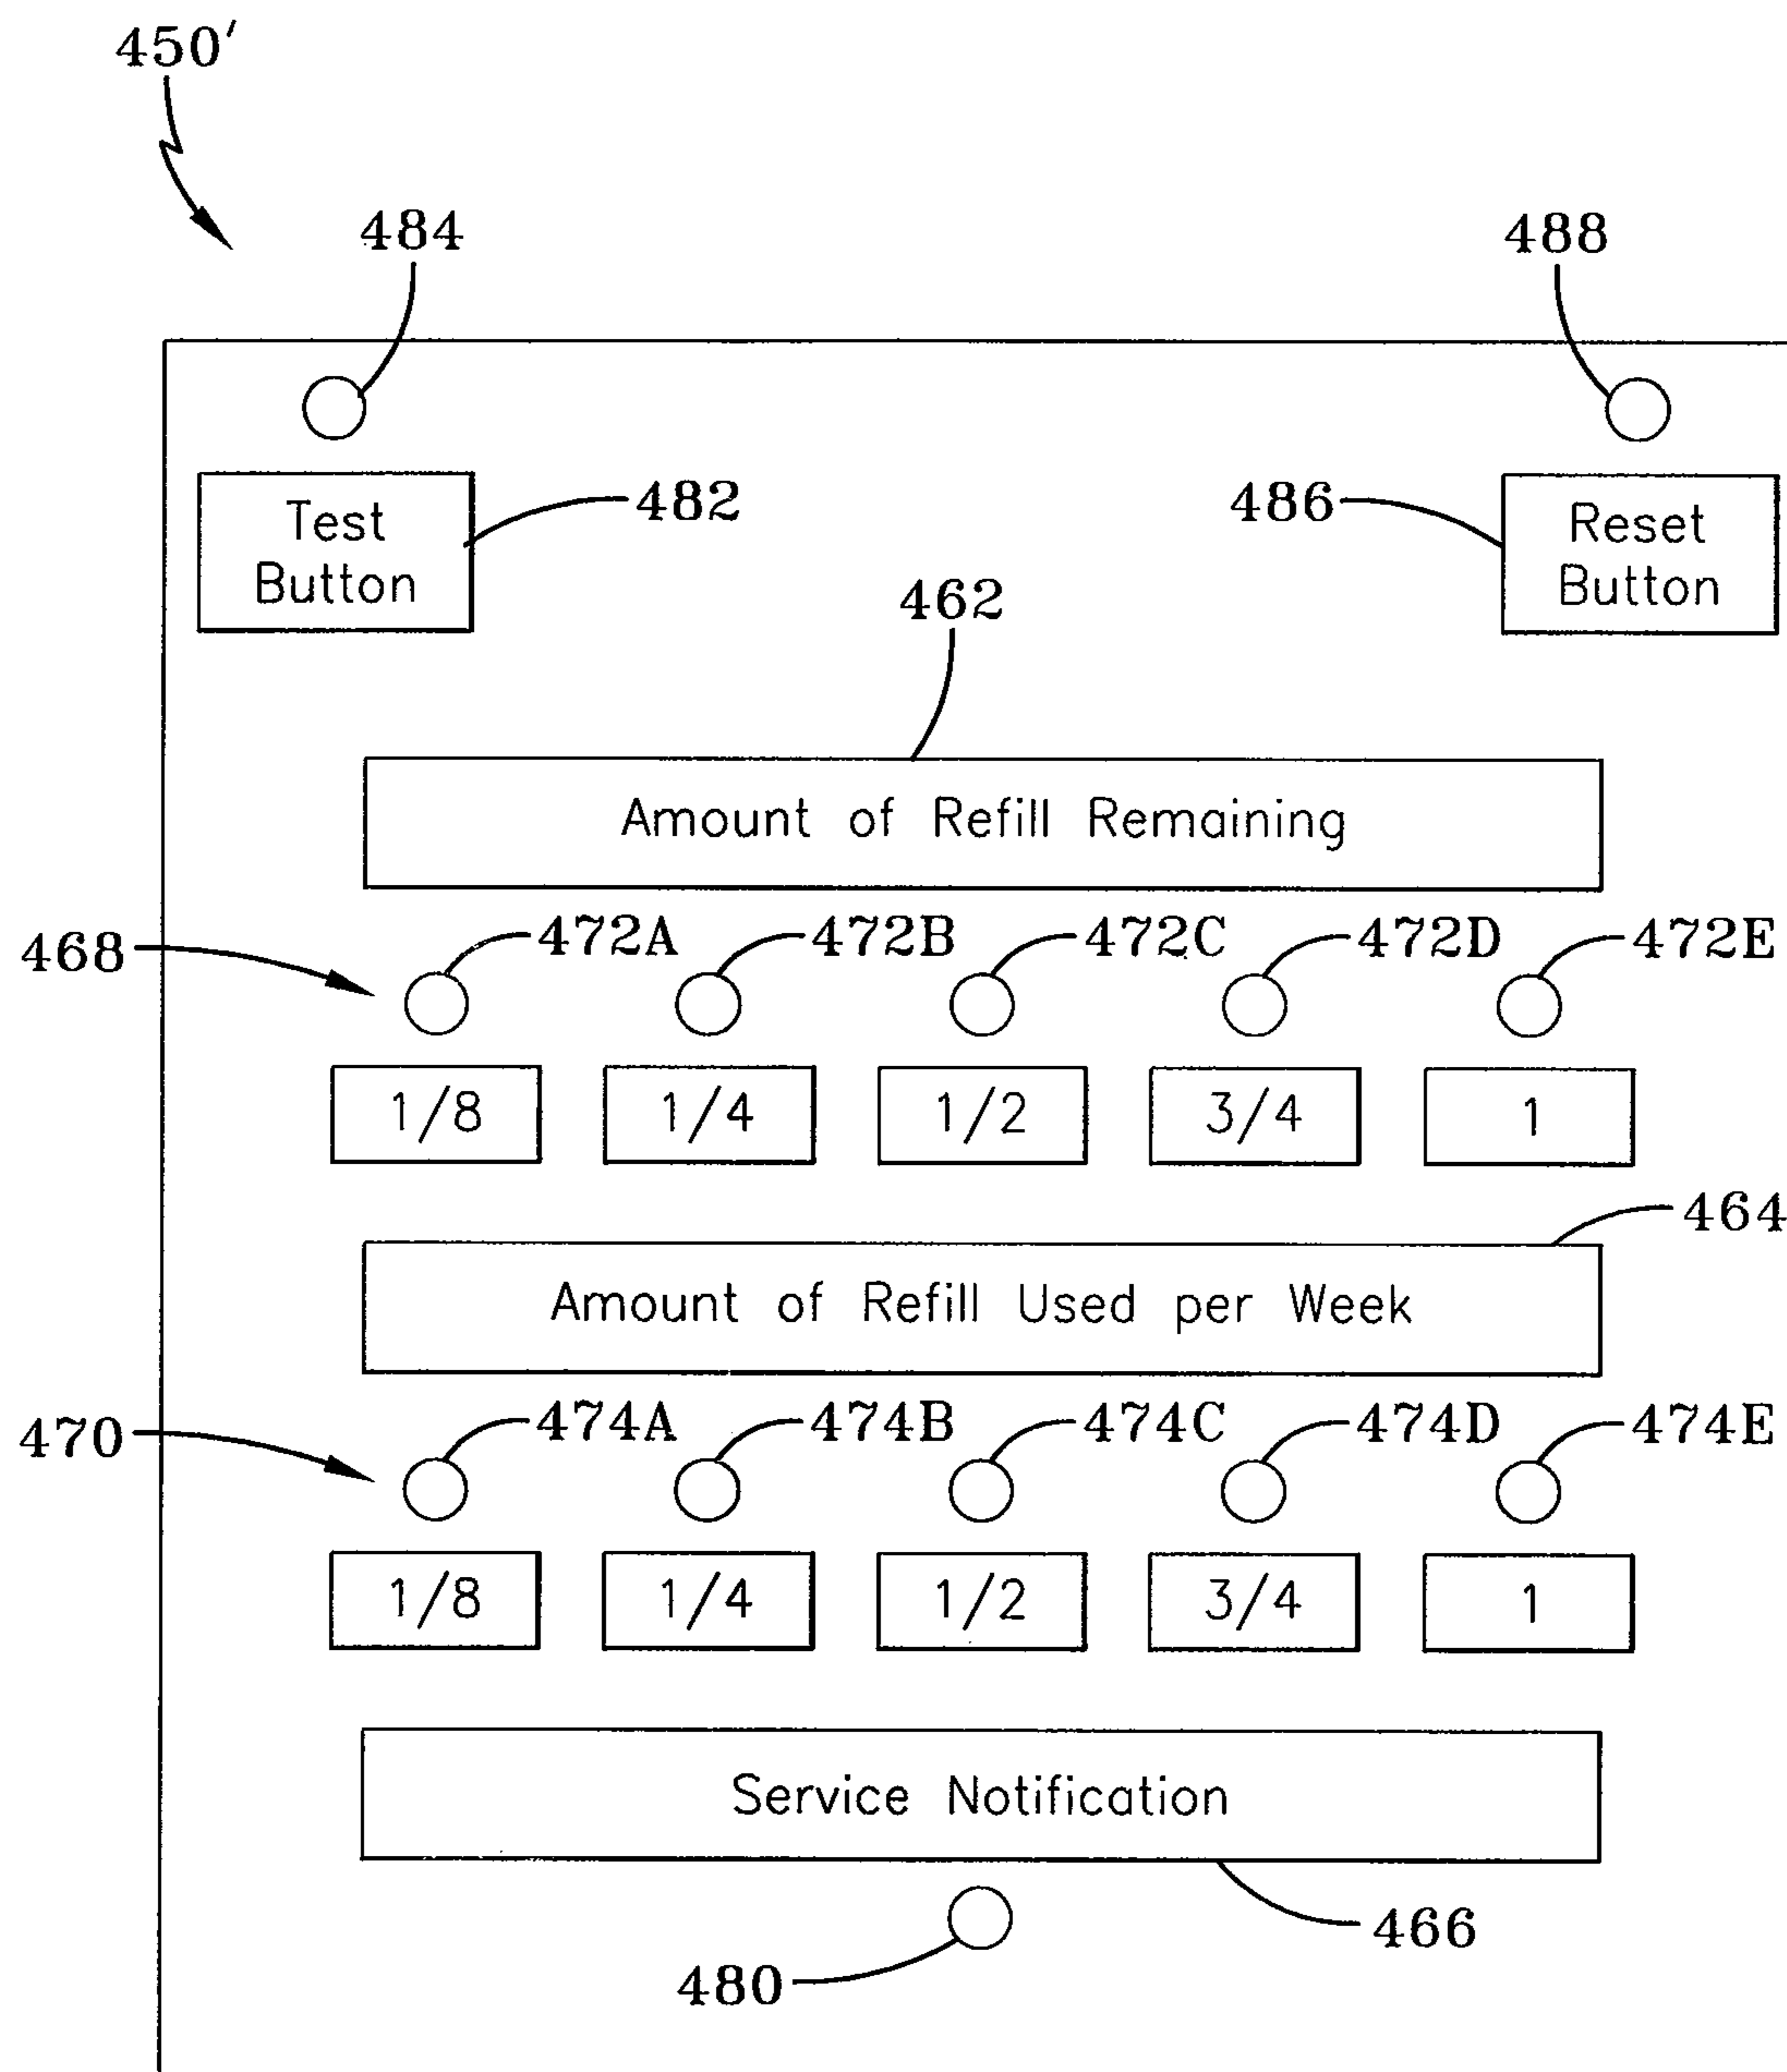 450'
484
488
Test
Button
482
486
Reset
Button
462
Amount of Refill Remaining
468
472A 472B 472C 472D 472E
1/8 1/4 1/2 3/4 1
464
Amount of Refill Used per Week
470
474A 474B 474C 474D 474E
1/8 1/4 1/2 3/4 1
Service Notification
466
480